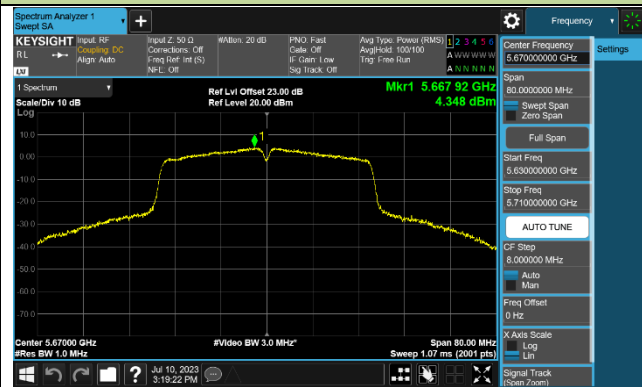 Spectrum Analyzer 1
Swept SA
Frequency
KEYSIGHT
RL
LXI
Input: RF
Coupling: DC
Align: Auto
Input Z: 50 Ω
Corrections: Off
Freq Ref: Int (S)
NFE: Off
#Atten: 20 dB
PNO: Fast
Gate: Off
IF Gain: Low
Sig Track: Off
Avg Type: Power (RMS)
Avg|Hold: 100/100
Trig: Free Run
1 2 3 4 5 6
A W W W W W
A N N N N N
1 Spectrum
Scale/Div 10 dB
Log
Ref Lvl Offset 23.00 dB
Ref Level 20.00 dBm
Mkr1 5.667 92 GHz
4.348 dBm
1
10.0
0.00
-10.0
-20.0
-30.0
-40.0
-50.0
-60.0
-70.0
Center 5.67000 GHz
#Res BW 1.0 MHz
#Video BW 3.0 MHz*
Span 80.00 MHz
Sweep 1.07 ms (2001 pts)
Jul 10, 2023
3:19:22 PM
Center Frequency
5.670000000 GHz
Settings
Span
80.0000000 MHz
Swept Span
Zero Span
Full Span
Start Freq
5.630000000 GHz
Stop Freq
5.710000000 GHz
AUTO TUNE
CF Step
8.000000 MHz
Auto
Man
Freq Offset
0 Hz
X Axis Scale
Log
Lin
Signal Track
(Span Zoom)